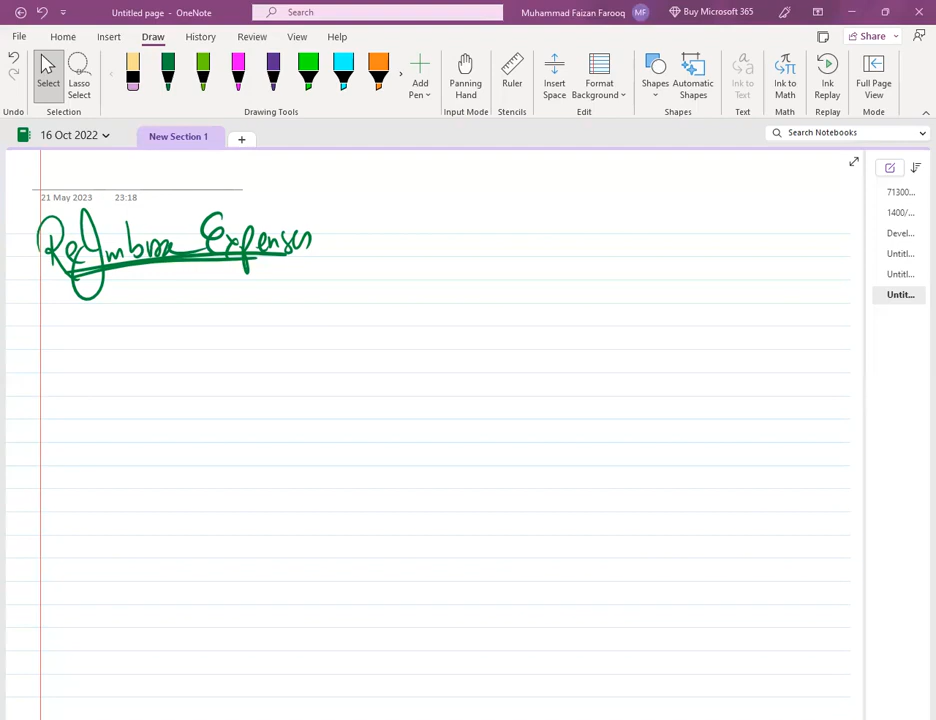 Untitled page - OneNote
Search
Muhammad Faizan Farooq MF
Buy Microsoft 365
File Home Insert Draw History Review View Help
Share
Select
Lasso Select
Add Pen
Panning Hand
Ruler
Insert Space
Format Background
Shapes
Automatic Shapes
Ink to Text
Ink to Math
Ink Replay
Full Page View
Undo Selection Drawing Tools Input Mode Stencils Edit Shapes Text Math Replay Mode
16 Oct 2022
New Section 1
+
Search Notebooks
71300...
1400/...
Devel...
Untitl...
Untitl...
Untit...
21 May 2023 23:18
Expenses